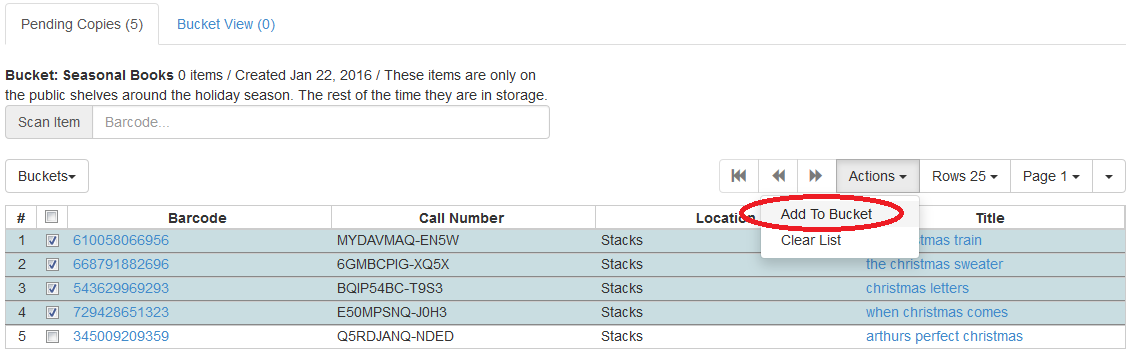 Pending Copies (5) Bucket View (0)
Bucket: Seasonal Books 0 items / Created Jan 22, 2016 / These items are only on
the public shelves around the holiday season. The rest of the time they are in storage.
Scan Item Barcode...
Buckets Actions Rows 25 Page 1
Add To Bucket
Clear List
# Barcode Call Number Location Title
1 610058066956 MYDAVMAQ-EN5W Stacks stmas train
2 668791882696 6GMBCPIG-XQ5X Stacks the christmas sweater
3 543629969293 BQIP54BC-T9S3 Stacks christmas letters
4 729428651323 E50MPSNQ-J0H3 Stacks when christmas comes
5 345009209359 Q5RDJANQ-NDED Stacks arthurs perfect christmas